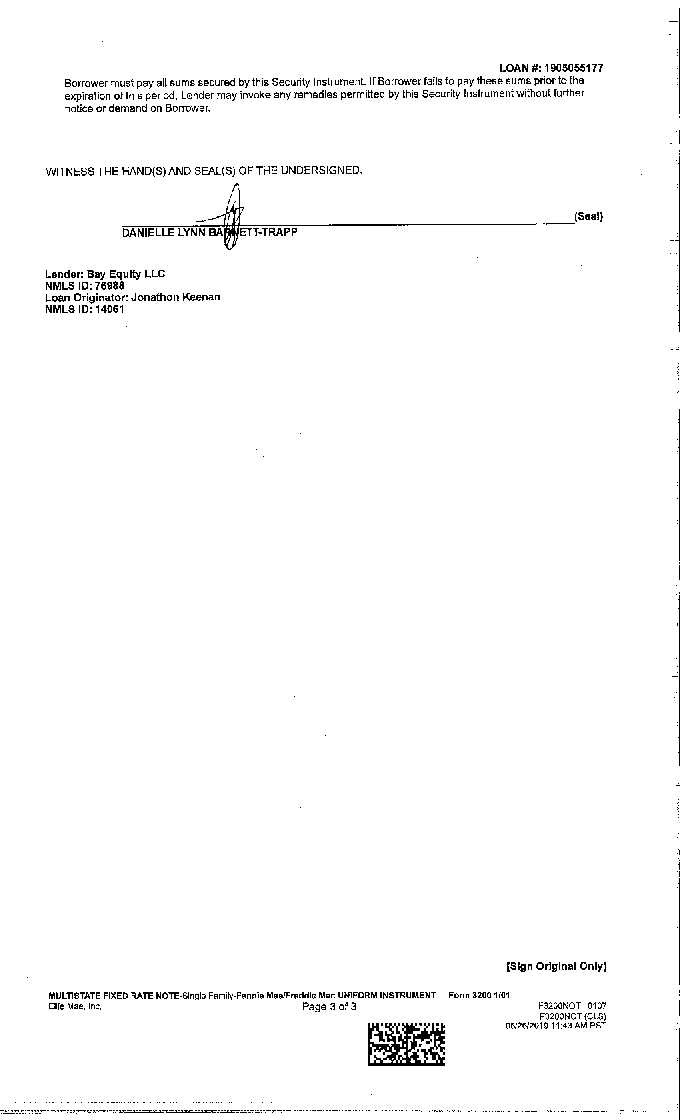 LOAN #: 1905055177
Borrower must pay all sums secured by this Security Instrument. If Borrower fails to pay these sums prior to the
expiration of this period, Lender may invoke any remedies permitted by this Security Instrument without further
notice or demand on Borrower.
WITNESS THE HAND(S) AND SEAL(S) OF THE UNDERSIGNED.
(Seal)
DANIELLE LYNN BARNETT-TRAPP
Lender: Bay Equity LLC
NMLS ID: 76988
Loan Originator: Jonathon Keenan
NMLS ID: 14061
[Sign Original Only]
MULTISTATE FIXED RATE NOTE-Single Family-Fannie Mae/Freddie Mac UNIFORM INSTRUMENT Form 3200 1/01
Ellie Mae, Inc. Page 3 of 3 F3200NOT 0107
F3200NOT (CLS)
11:43 AM PST